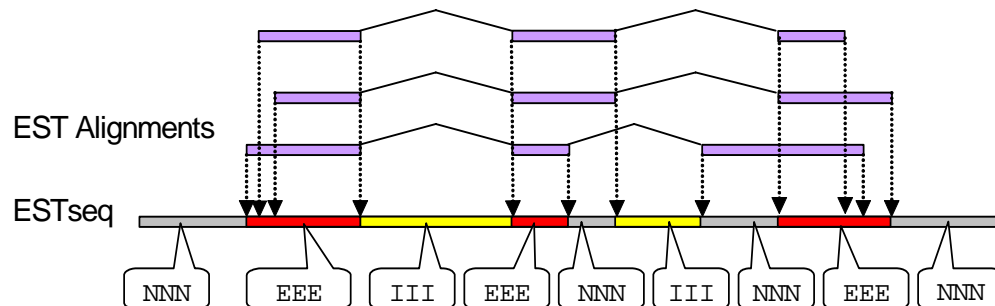 EST Alignments
ESTseq
NNN EEE III EEE NNN III NNN EEE NNN